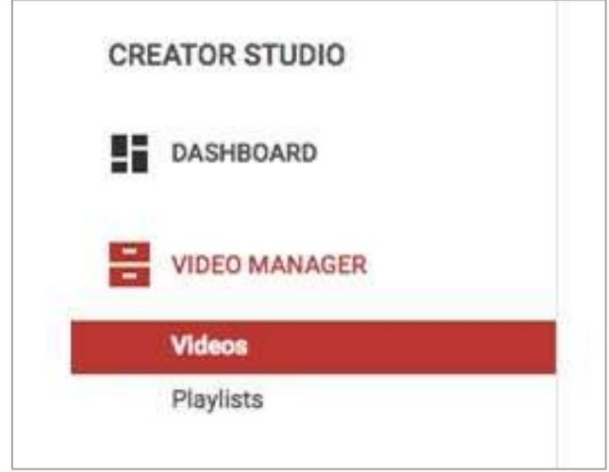 CREATOR STUDIO
DASHBOARD
VIDEO MANAGER
Videos
Playlists